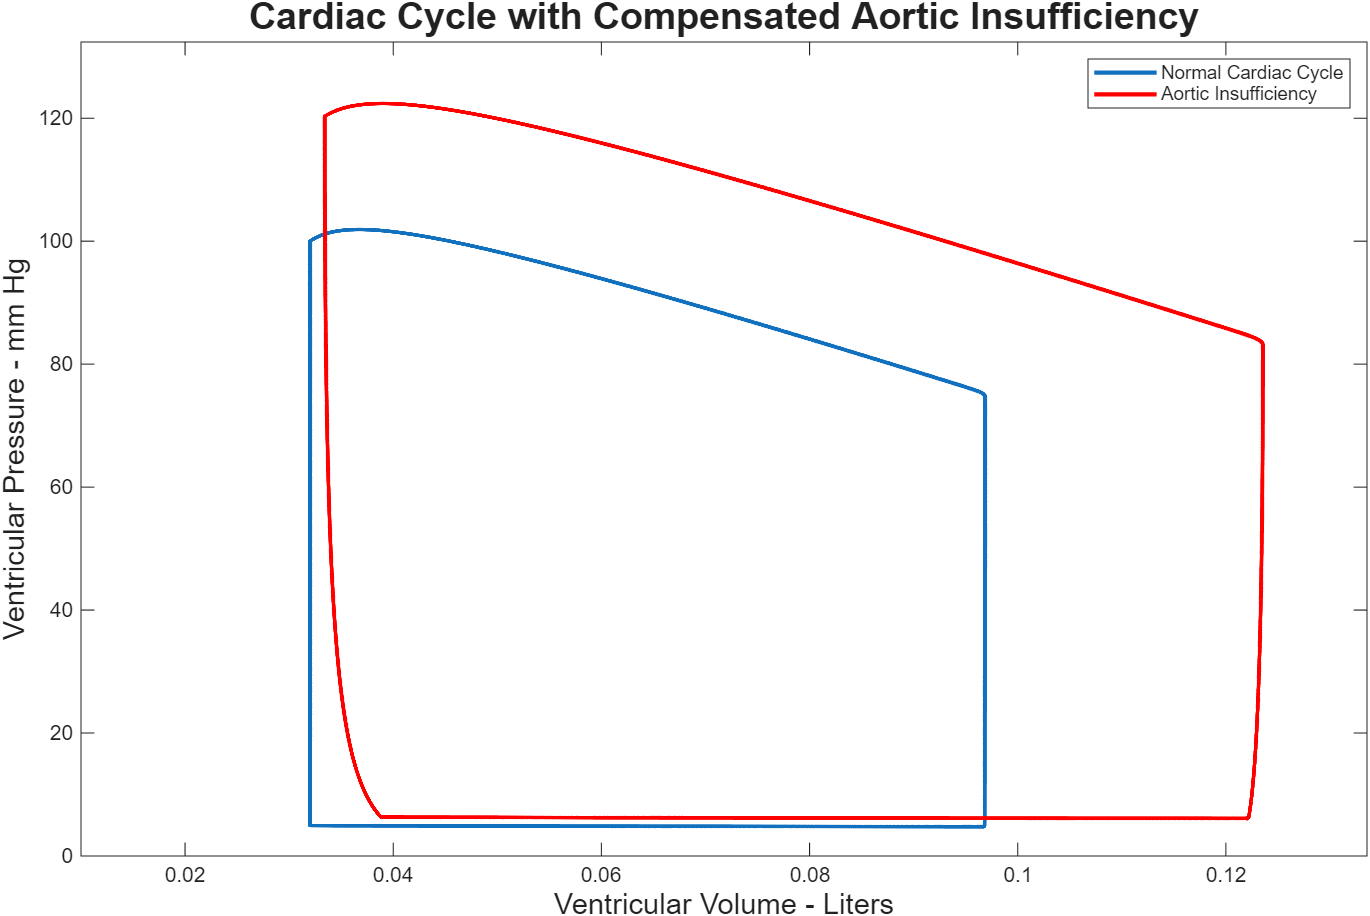 Cardiac Cycle with Compensated Aortic Insufficiency
Normal Cardiac Cycle
Aortic Insufficiency
Ventricular Pressure - mm Hg
120
100
80
60
40
20
0
0.02 0.04 0.06 0.08 0.1 0.12
Ventricular Volume - Liters